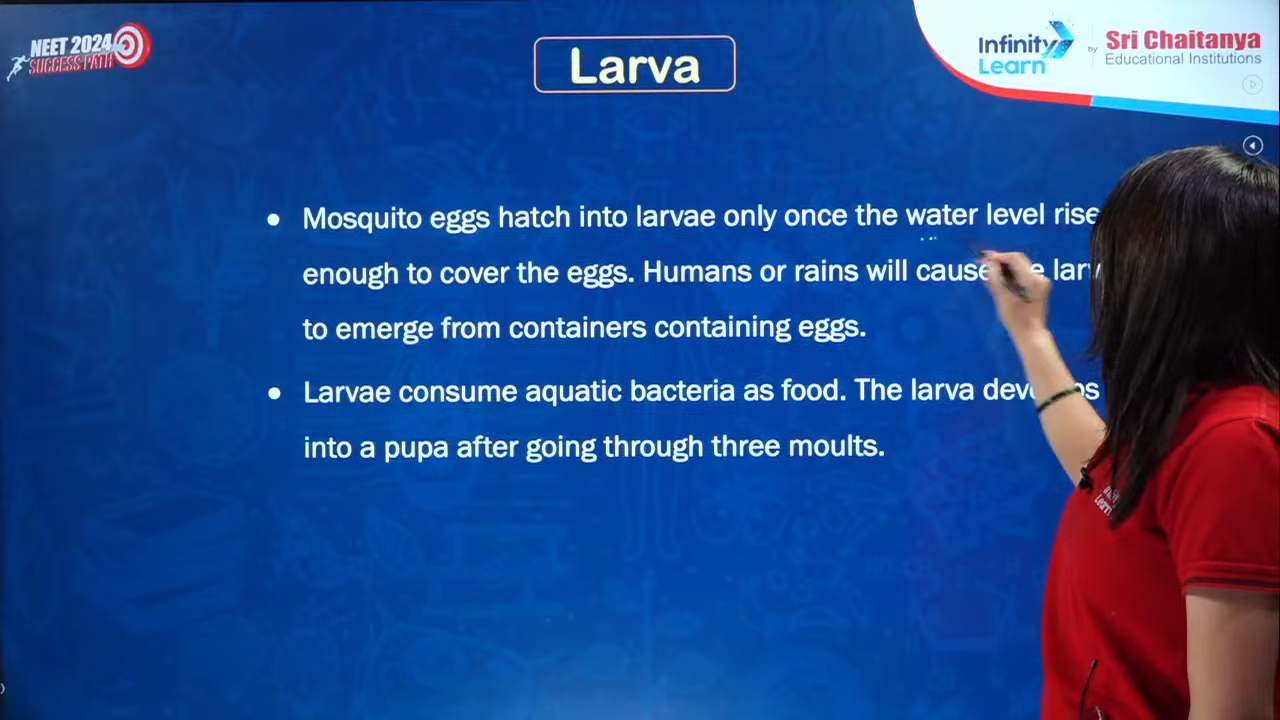 NEET 2024
SUCCESS PATH
Larva
Infinity Learn
by
Sri Chaitanya
Educational Institutions
Mosquito eggs hatch into larvae only once the water level rise
enough to cover the eggs. Humans or rains will cause
to emerge from containers containing eggs.
Larvae consume aquatic bacteria as food. The larva
into a pupa after going through three moults.